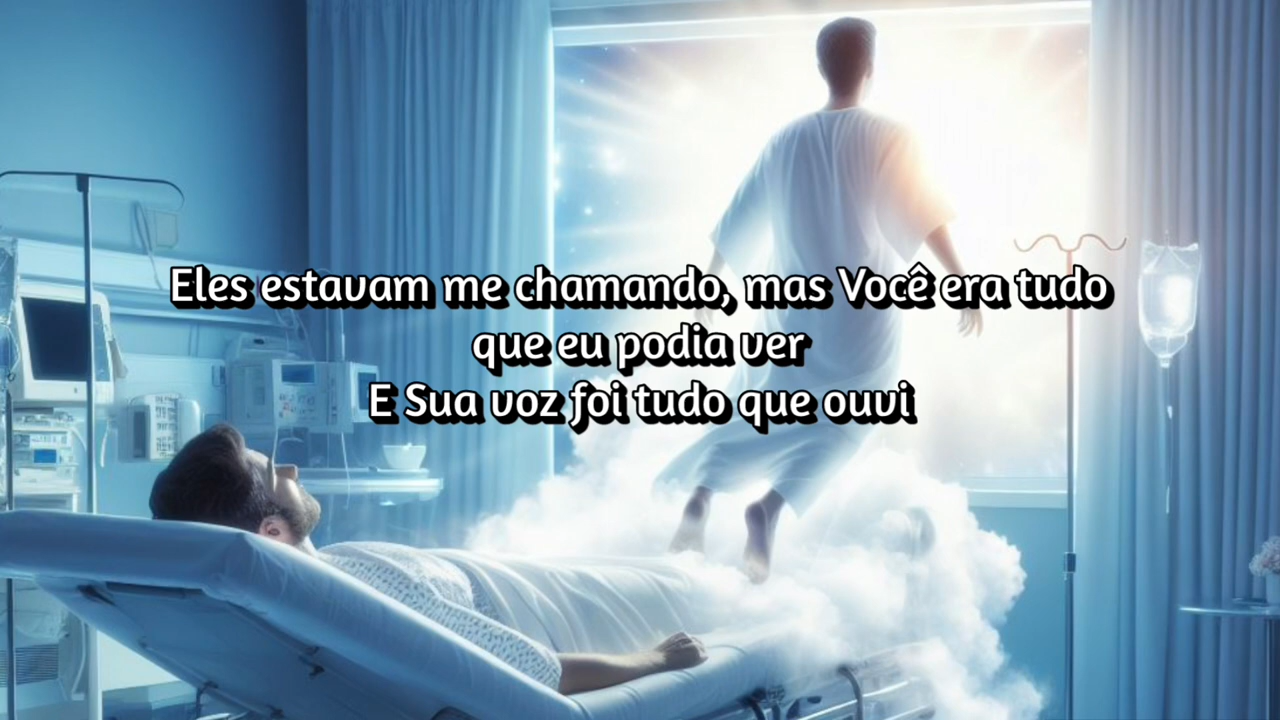 Eles estavam me chamando, mas Você era tudo
que eu podia ver
E Sua voz foi tudo que ouvi